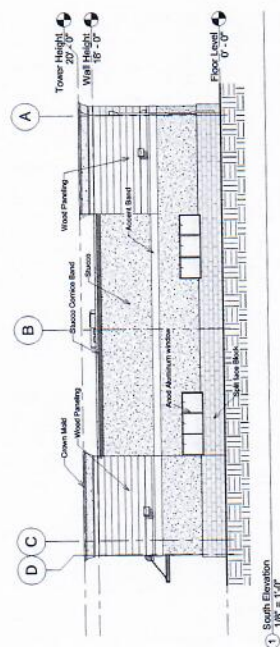 Tower Height
20' - 0"
Wall Height
18' - 0"
Floor Level
0' - 0"
A
B
C
D
Wood Paneling
Accent Band
Stucco Cornice Band
Stucco
Anod Aluminum window
Split face Block
Crown Mold
Wood Paneling
1 South Elevation
1/8" = 1'-0"